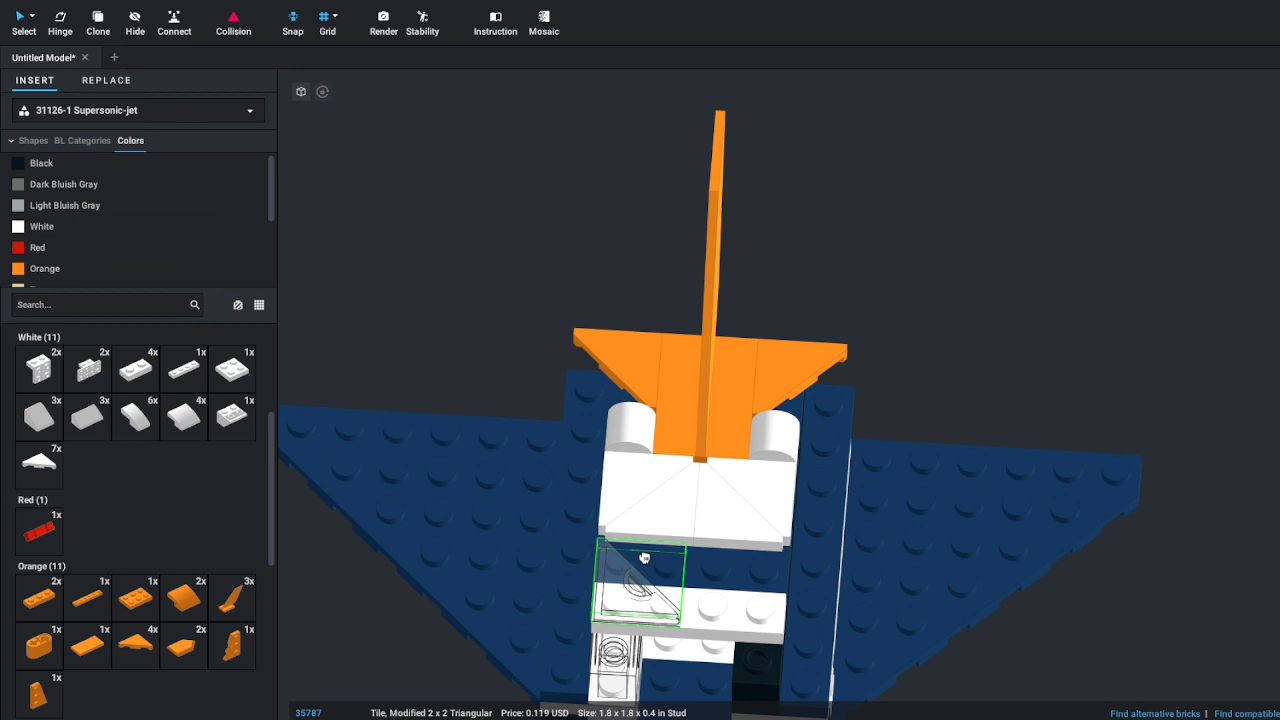 Select Hinge Clone Hide Connect Collision Snap Grid Render Stability Instruction Mosaic
Untitled Model*
INSERT REPLACE
31126-1 Supersonic-jet
Shapes BL Categories Colors
Black
Dark Bluish Gray
Light Bluish Gray
White
Red
Orange
Search...
White (11)
2x 2x 4x 1x 1x
3x 3x 6x 4x 1x
7x
Red (1)
1x
Orange (11)
2x 1x 1x 2x 3x
1x 1x 4x 2x 1x
1x
35787 Tile, Modified 2 x 2 Triangular Price: 0.119 USD Size: 1.8 x 1.8 x 0.4 in Stud Find alternative bricks | Find compatible